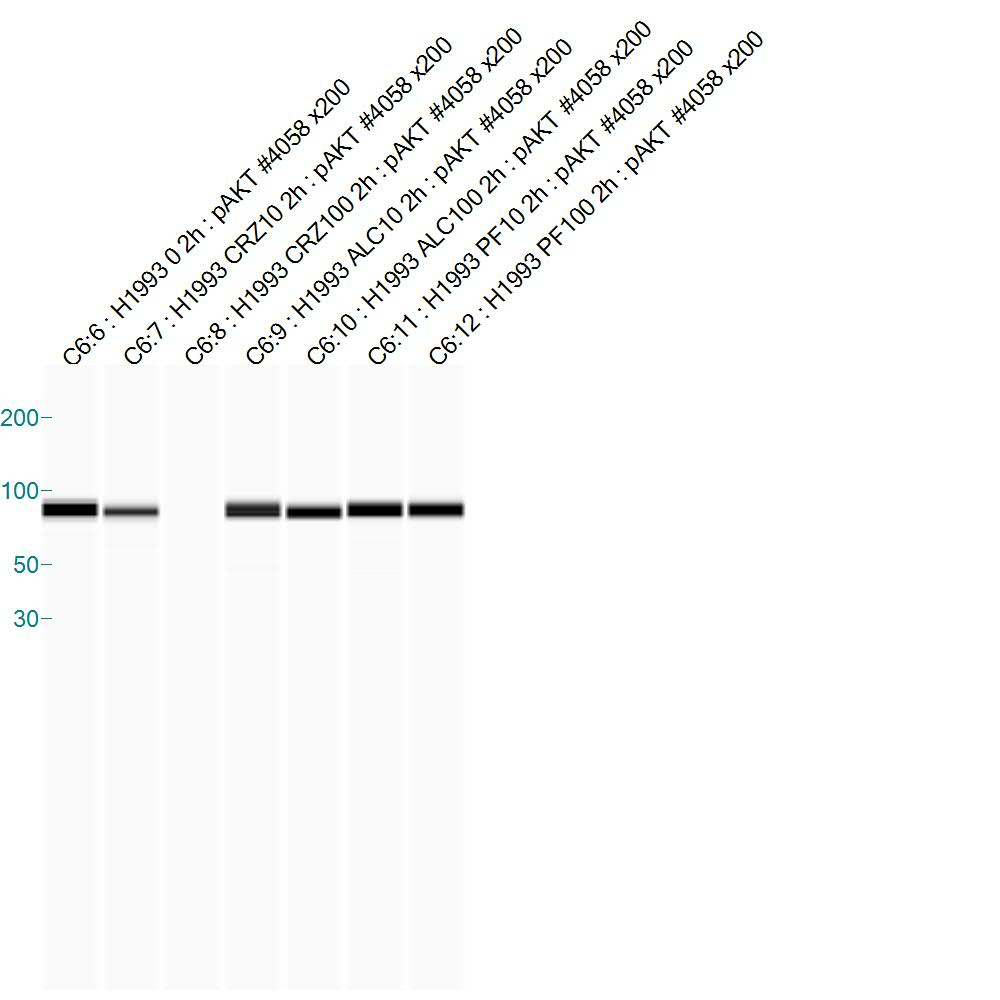 C6:6 : H1993 0 2h : pAKT #4058 x200
C6:7 : H1993 CRZ10 2h : pAKT #4058 x200
C6:8 : H1993 CRZ100 2h : pAKT #4058 x200
C6:9 : H1993 ALC10 2h : pAKT #4058 x200
C6:10 : H1993 ALC100 2h : pAKT #4058 x200
C6:11 : H1993 PF10 2h : pAKT #4058 x200
C6:12 : H1993 PF100 2h : pAKT #4058 x200
200
100
50
30